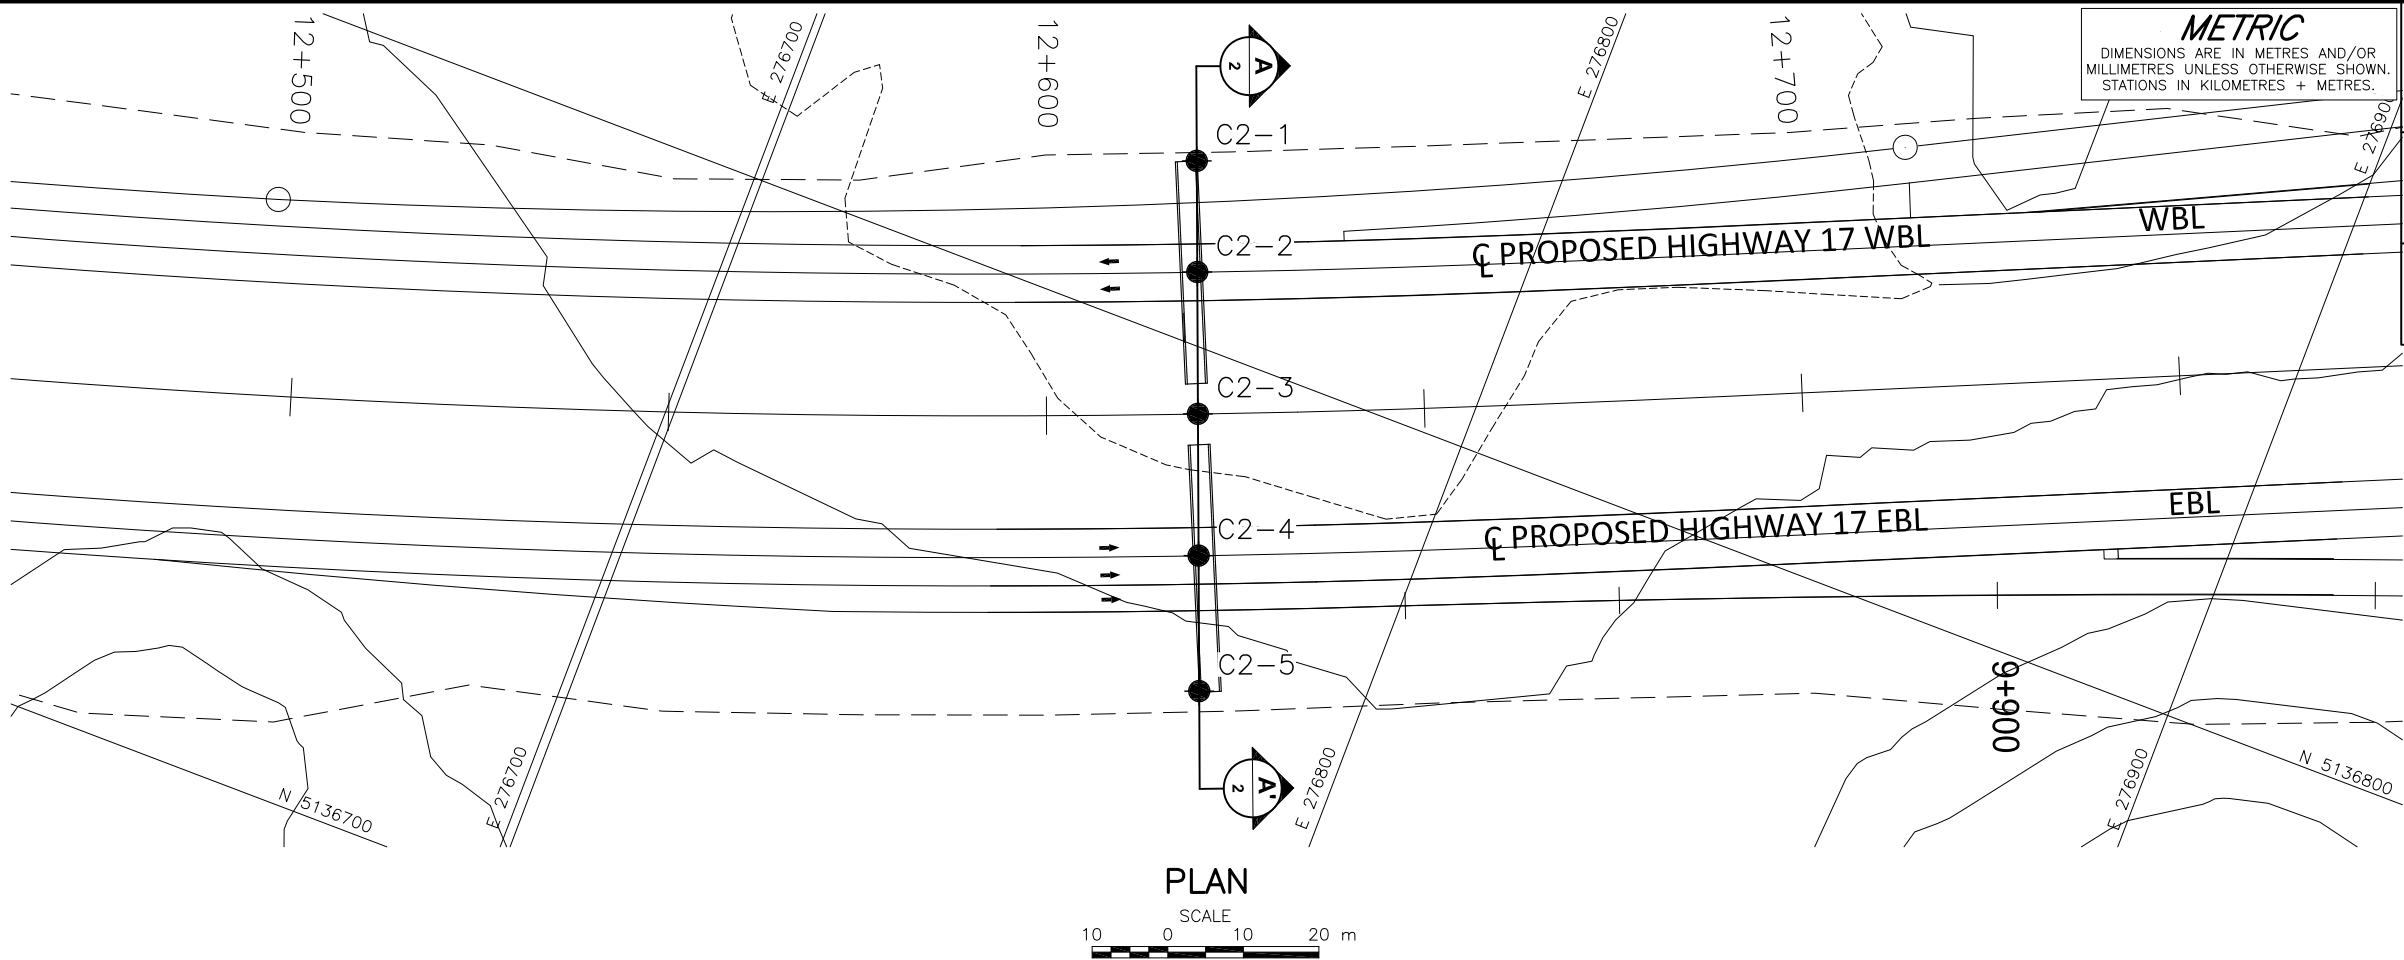 METRIC
DIMENSIONS ARE IN METRES AND/OR
MILLIMETRES UNLESS OTHERWISE SHOWN.
STATIONS IN KILOMETRES + METRES.
12+500
E 276700
12+600
A
2
E 276800
12+700
E 276900
C2-1
C2-2
℄ PROPOSED HIGHWAY 17 WBL
WBL
C2-3
C2-4
℄ PROPOSED HIGHWAY 17 EBL
EBL
C2-5
9+900
N 5136700
E 276700
A'
2
E 276800
E 276900
N 5136800
PLAN
SCALE
10 0 10 20 m